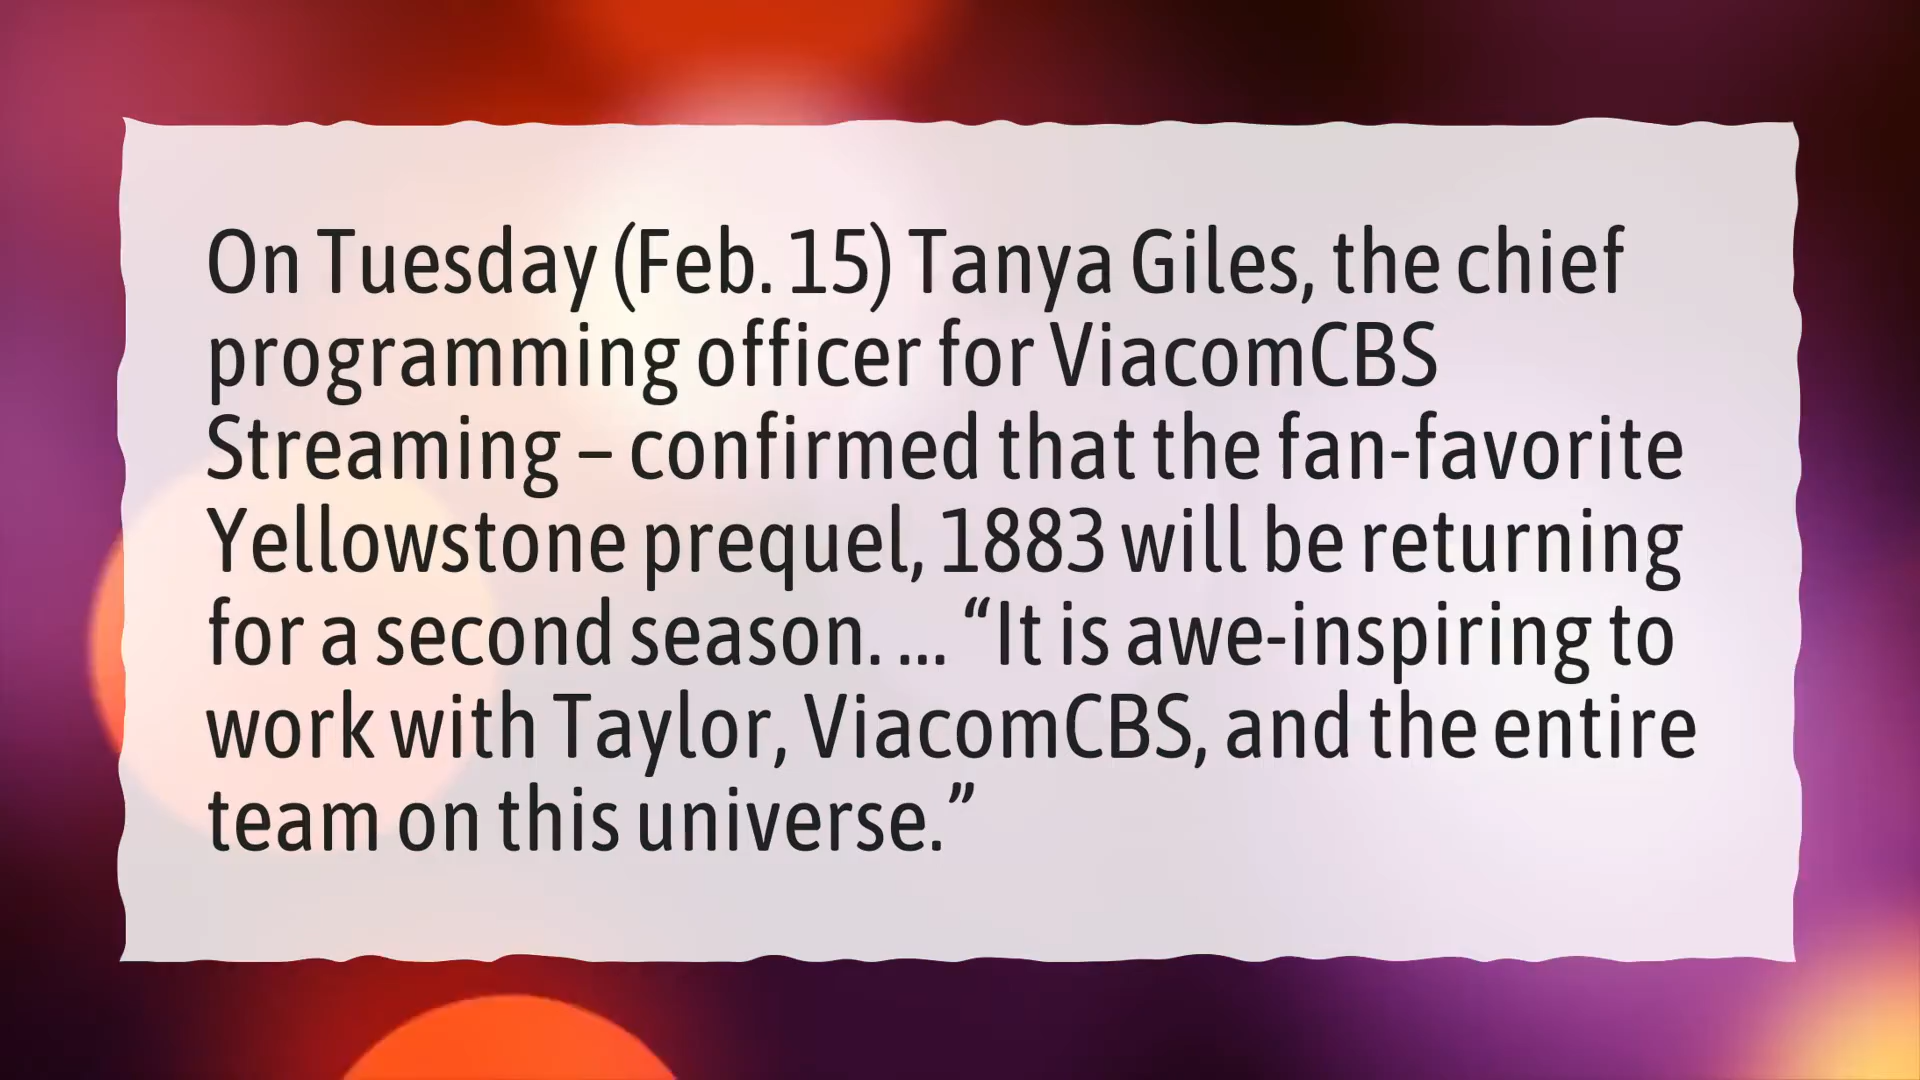 On Tuesday (Feb. 15) Tanya Giles, the chief
programming officer for ViacomCBS
Streaming – confirmed that the fan-favorite
Yellowstone prequel, 1883 will be returning
for a second season. ... “It is awe-inspiring to
work with Taylor, ViacomCBS, and the entire
team on this universe.”